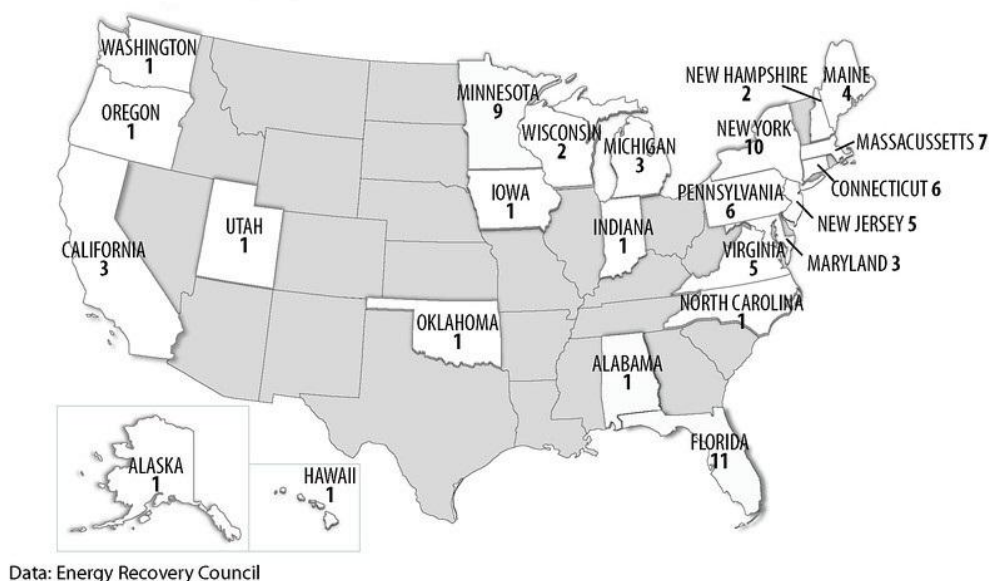 WASHINGTON
1
OREGON
1
CALIFORNIA
3
UTAH
1
MINNESOTA
9
WISCONSIN
2
MICHIGAN
3
IOWA
1
INDIANA
1
OKLAHOMA
1
ALABAMA
1
FLORIDA
11
NORTH CAROLINA
1
VIRGINIA
5
PENNSYLVANIA
6
NEW YORK
10
NEW HAMPSHIRE
2
MAINE
4
MASSACUSSETTS 7
CONNECTICUT 6
NEW JERSEY 5
MARYLAND 3
ALASKA
1
HAWAII
1
Data: Energy Recovery Council